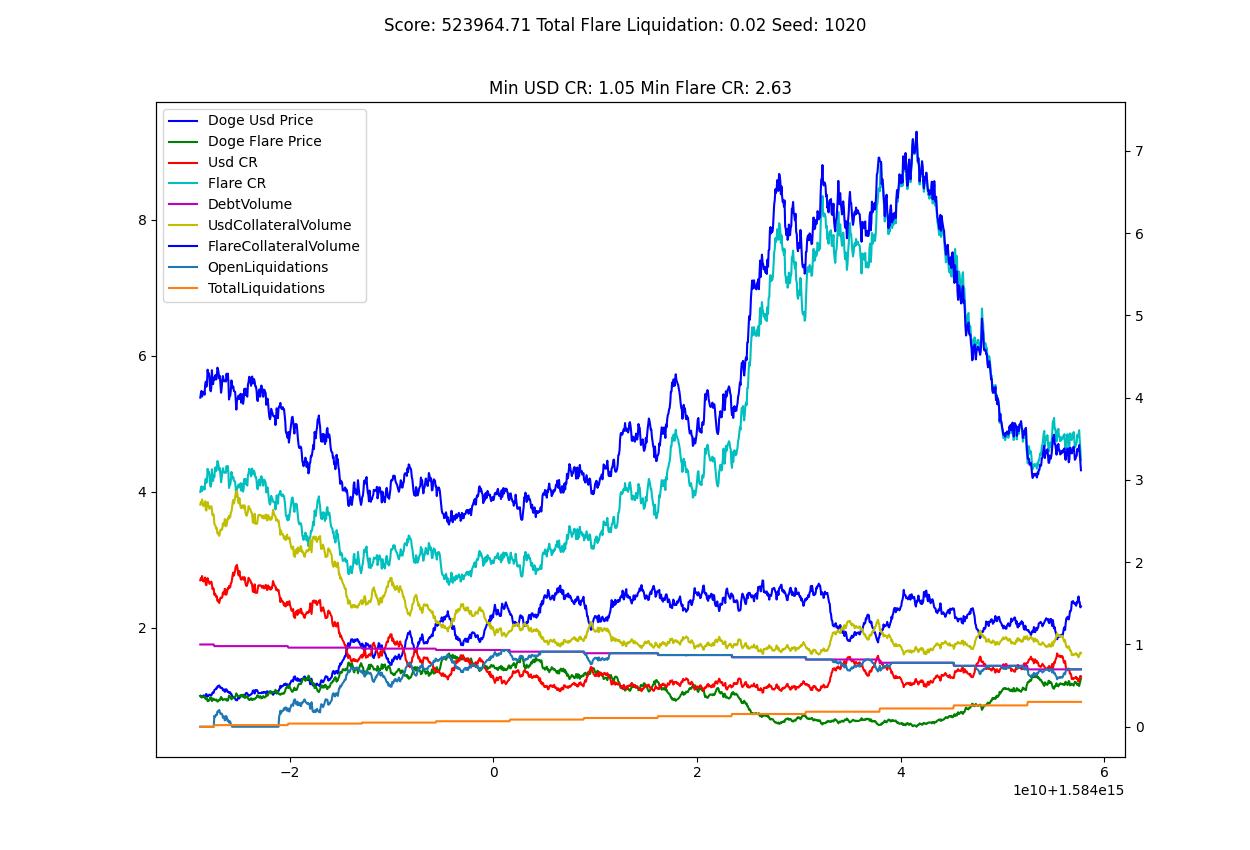 Score: 523964.71 Total Flare Liquidation: 0.02 Seed: 1020
Min USD CR: 1.05 Min Flare CR: 2.63
Doge Usd Price
Doge Flare Price
Usd CR
Flare CR
DebtVolume
UsdCollateralVolume
FlareCollateralVolume
OpenLiquidations
TotalLiquidations
8
6
4
2
7
6
5
4
3
2
1
0
−2 0 2 4 6
1e10+1.584e15